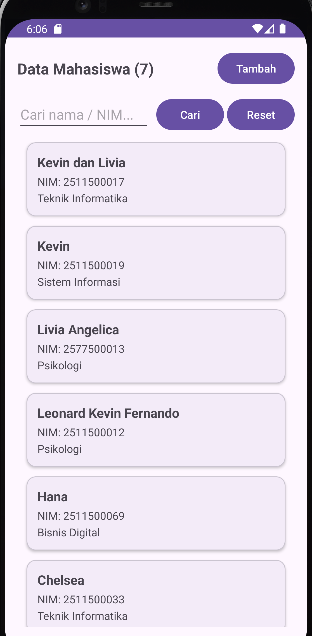 6:06
Data Mahasiswa (7)
Tambah
Cari nama / NIM...
Cari
Reset
Kevin dan Livia
NIM: 2511500017
Teknik Informatika
Kevin
NIM: 2511500019
Sistem Informasi
Livia Angelica
NIM: 2577500013
Psikologi
Leonard Kevin Fernando
NIM: 2511500012
Psikologi
Hana
NIM: 2511500069
Bisnis Digital
Chelsea
NIM: 2511500033
Teknik Informatika